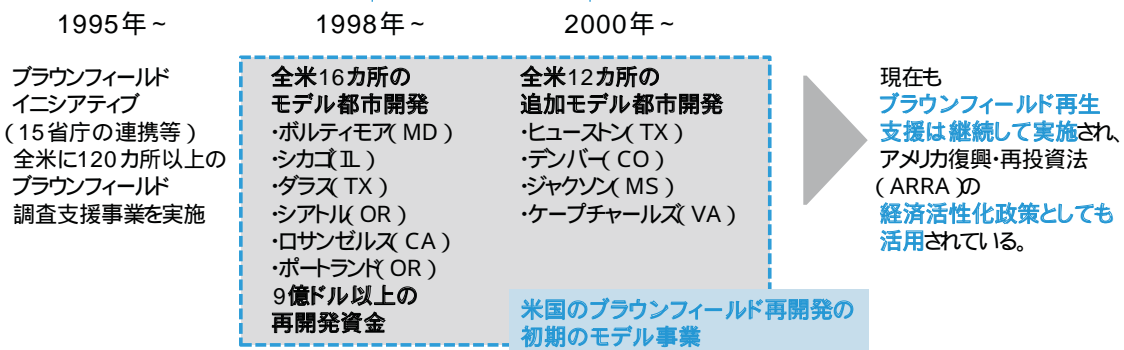 1995年~
ブラウンフィールド
イニシアティブ
(15省庁の連携等)
全米に120カ所以上の
ブラウンフィールド
調査支援事業を実施
1998年~
全米16カ所の
モデル都市開発
・ボルティモア(MD)
・シカゴ(IL)
・ダラス(TX)
・シアトル(OR)
・ロサンゼルス(CA)
・ポートランド(OR)
9億ドル以上の
再開発資金
2000年~
全米12カ所の
追加モデル都市開発
・ヒューストン(TX)
・デンバー(CO)
・ジャクソン(MS)
・ケープチャールズ(VA)
米国のブラウンフィールド再開発の
初期のモデル事業
現在も
ブラウンフィールド再生
支援は継続して実施され、
アメリカ復興・再投資法
(ARRA)の
経済活性化政策としても
活用されている。